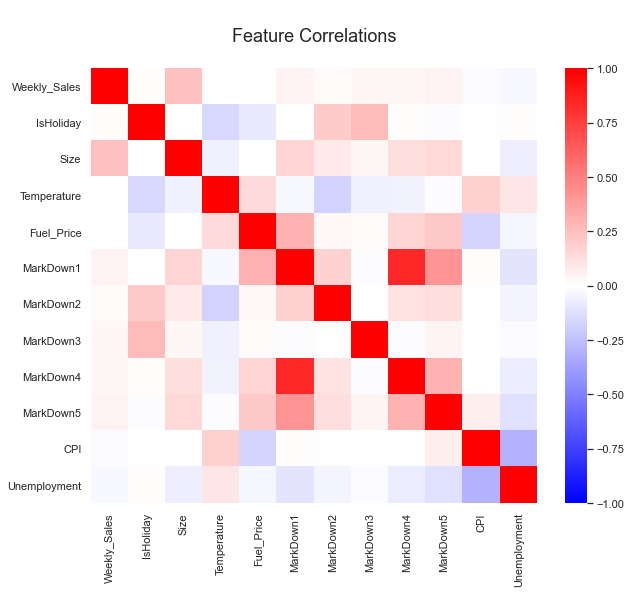 Feature Correlations
Weekly_Sales
IsHoliday
Size
Temperature
Fuel_Price
MarkDown1
MarkDown2
MarkDown3
MarkDown4
MarkDown5
CPI
Unemployment
Weekly_Sales
IsHoliday
Size
Temperature
Fuel_Price
MarkDown1
MarkDown2
MarkDown3
MarkDown4
MarkDown5
CPI
Unemployment
1.00
0.75
0.50
0.25
0.00
−0.25
−0.50
−0.75
−1.00